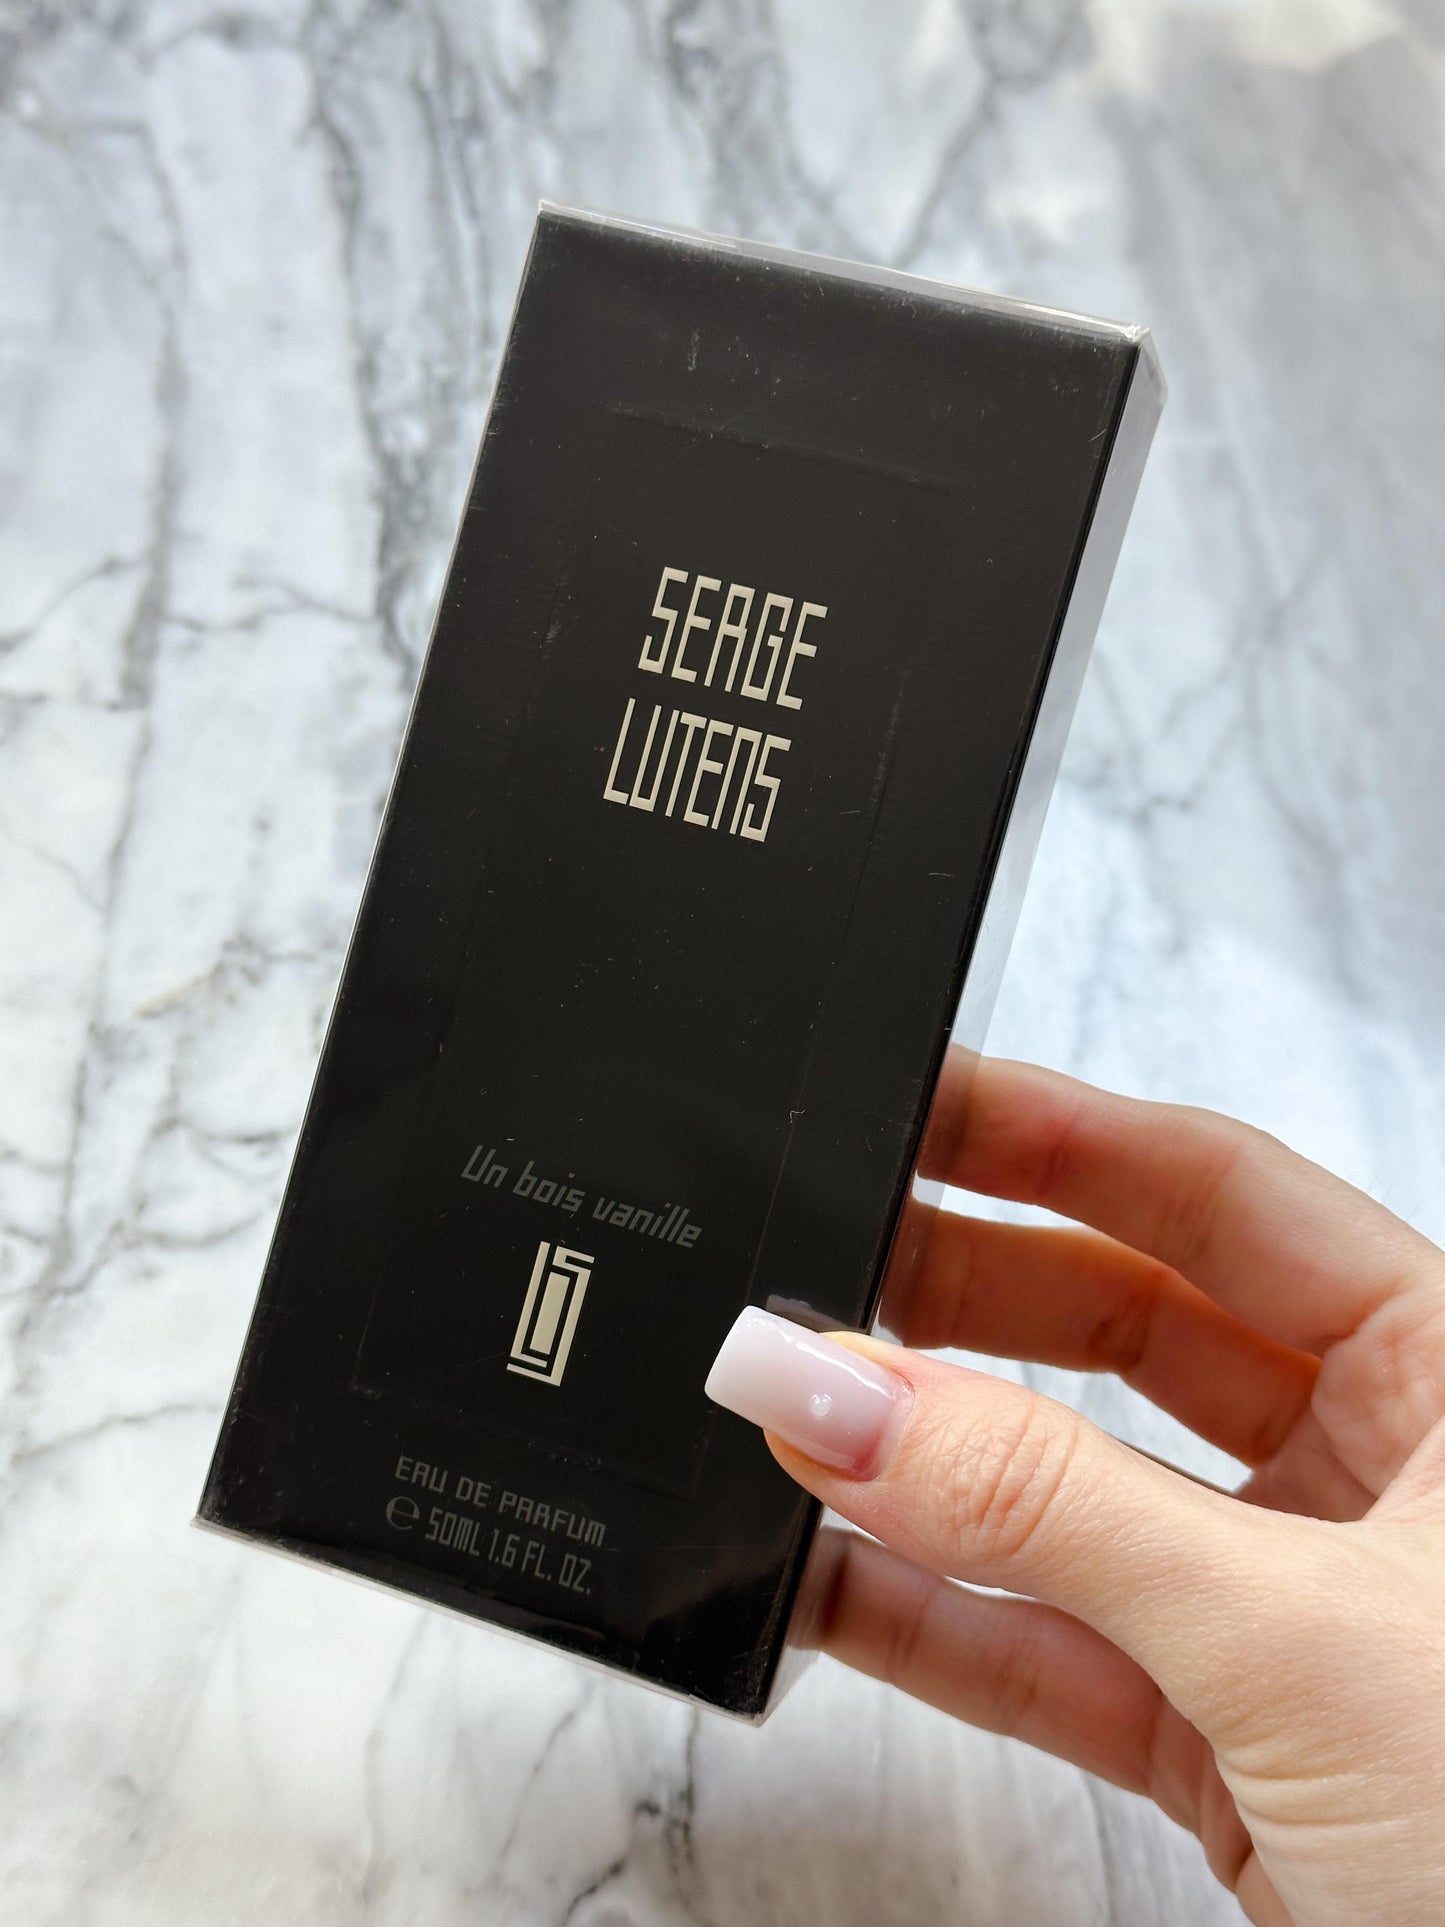 SERGE
LUTENS
Un bois vanille
EAU DE PARFUM
℮ 50ML 1.6 FL. OZ.